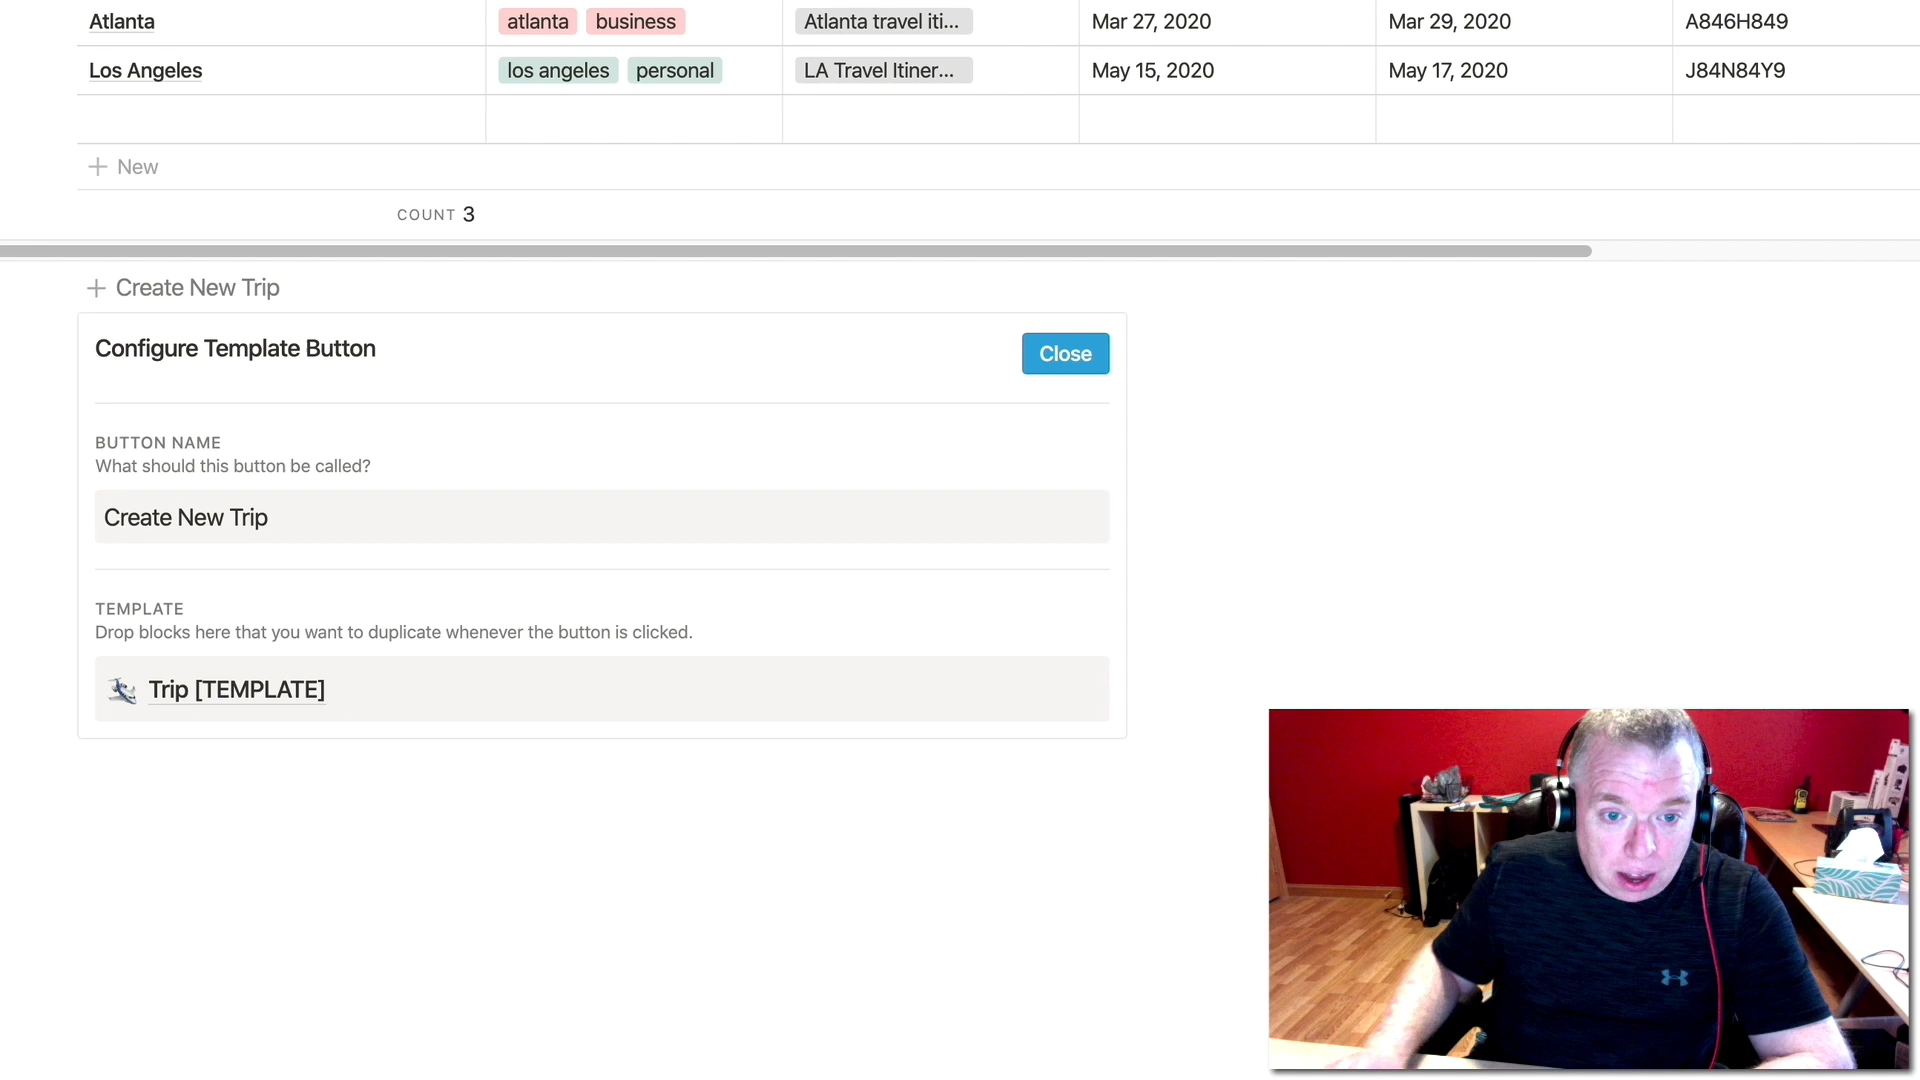 Atlanta atlanta business Atlanta travel iti... Mar 27, 2020 Mar 29, 2020 A846H849
Los Angeles los angeles personal LA Travel Itiner... May 15, 2020 May 17, 2020 J84N84Y9
New
COUNT 3
Create New Trip
Configure Template Button
Close
BUTTON NAME
What should this button be called?
Create New Trip
TEMPLATE
Drop blocks here that you want to duplicate whenever the button is clicked.
Trip [TEMPLATE]